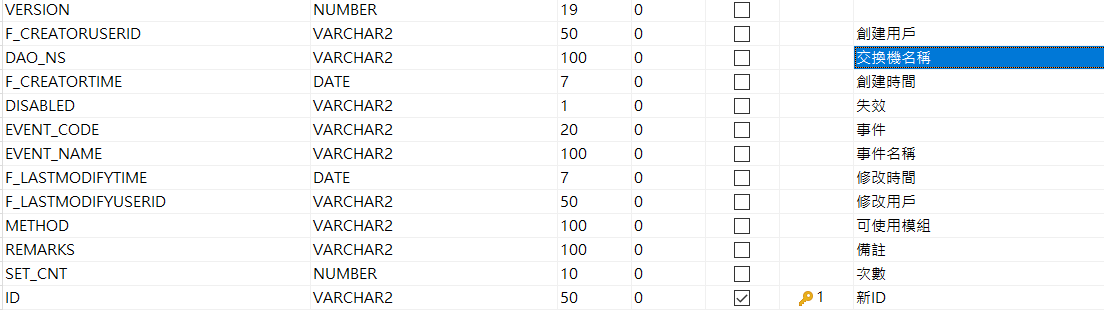 VERSION NUMBER 19 0
F_CREATORUSERID VARCHAR2 50 0 創建用戶
DAO_NS VARCHAR2 100 0 交換機名稱
F_CREATORTIME DATE 7 0 創建時間
DISABLED VARCHAR2 1 0 失效
EVENT_CODE VARCHAR2 20 0 事件
EVENT_NAME VARCHAR2 100 0 事件名稱
F_LASTMODIFYTIME DATE 7 0 修改時間
F_LASTMODIFYUSERID VARCHAR2 50 0 修改用戶
METHOD VARCHAR2 100 0 可使用模組
REMARKS VARCHAR2 100 0 備註
SET_CNT NUMBER 10 0 次數
ID VARCHAR2 50 0 1 新ID